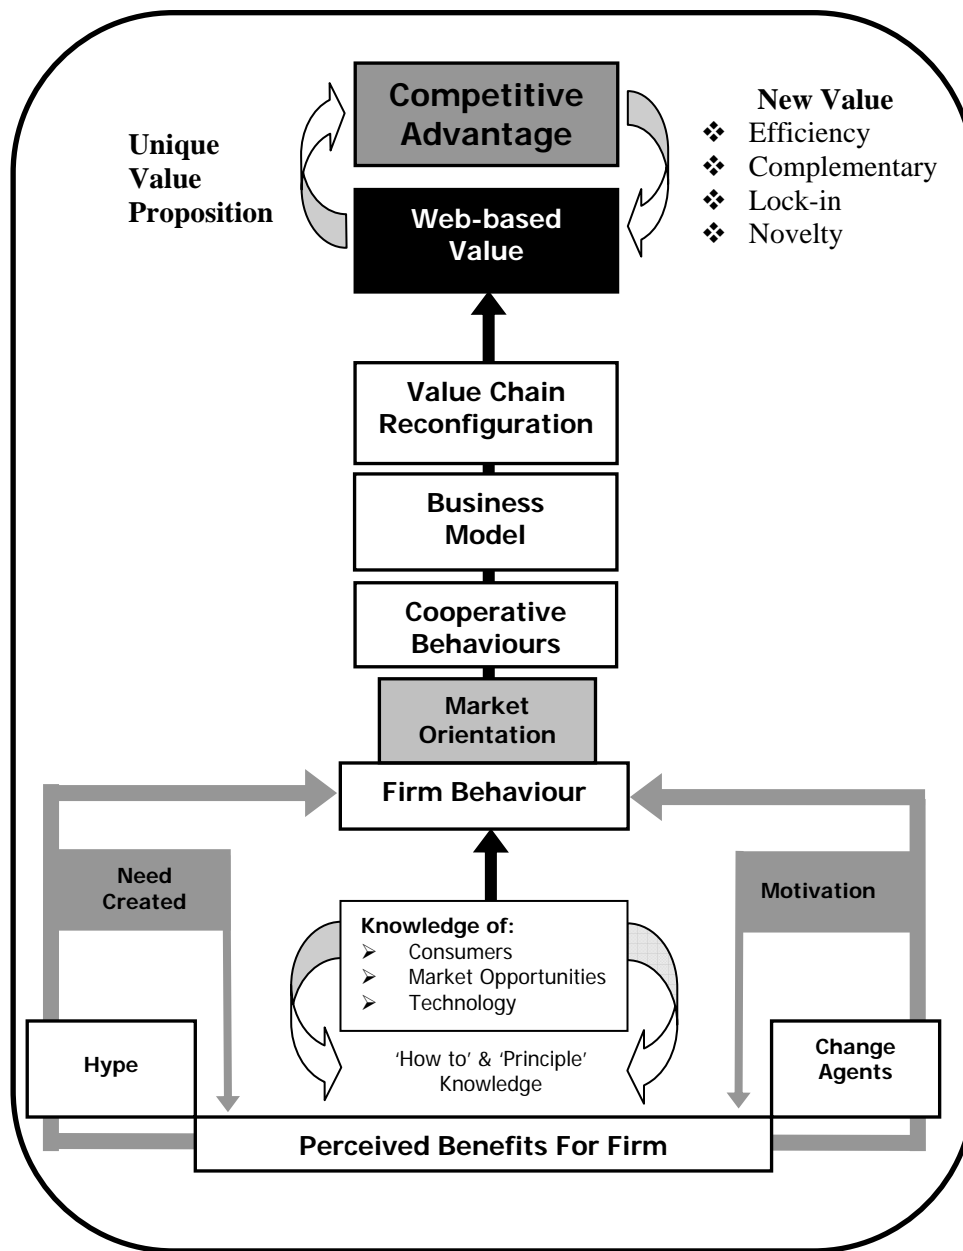 Competitive
Advantage
New Value
❖ Efficiency
❖ Complementary
❖ Lock-in
❖ Novelty
Unique
Value
Proposition
Web-based
Value
Value Chain
Reconfiguration
Business
Model
Cooperative
Behaviours
Market
Orientation
Firm Behaviour
Need
Created
Motivation
Knowledge of:
➢ Consumers
➢ Market Opportunities
➢ Technology
'How to' & 'Principle'
Knowledge
Hype
Change
Agents
Perceived Benefits For Firm